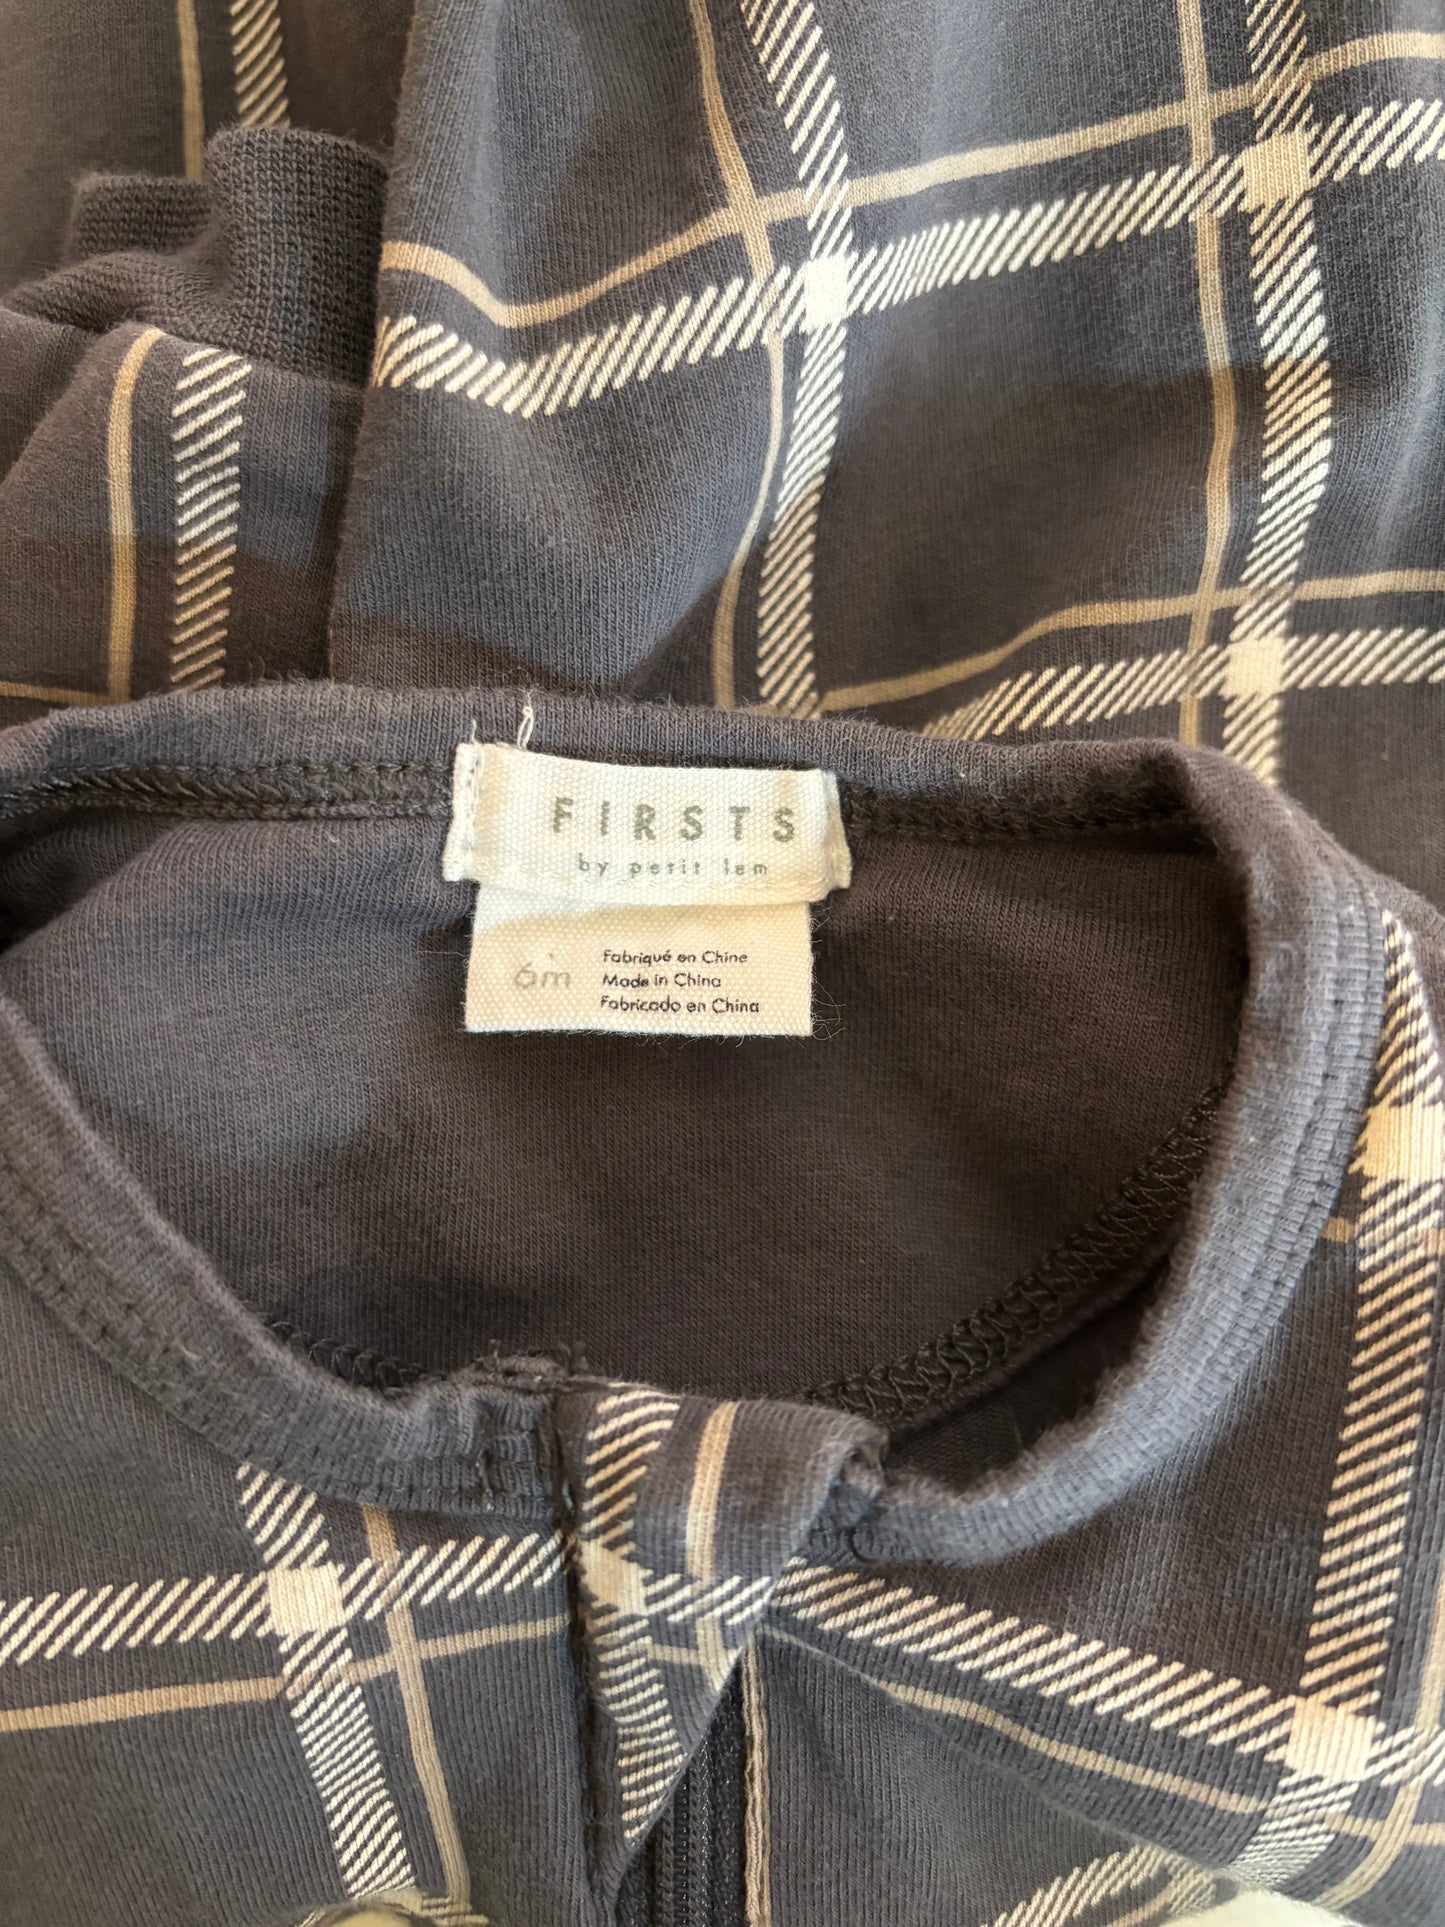 FIRSTS
by petit lem
6m
Fabriqué en Chine
Made in China
Fabricado en China